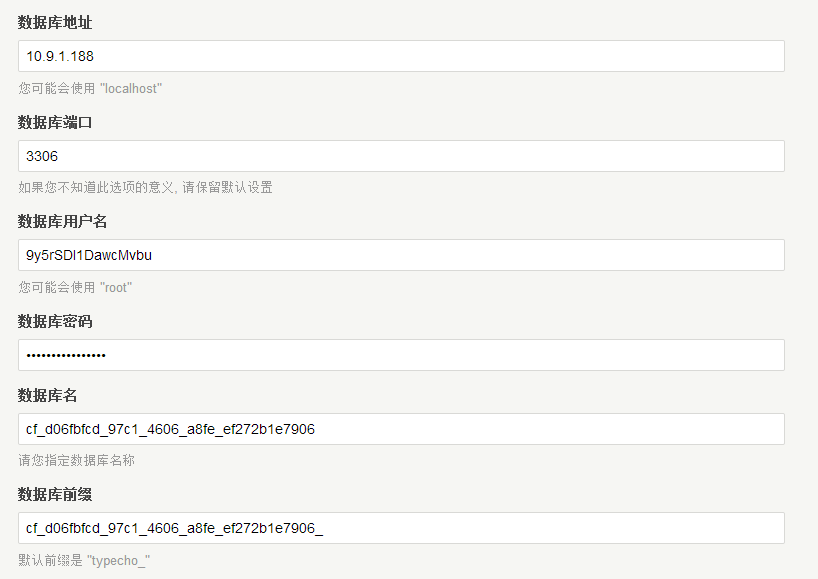 数据库地址
10.9.1.188
您可能会使用 "localhost"
数据库端口
3306
如果您不知道此选项的意义, 请保留默认设置
数据库用户名
9y5rSDl1DawcMvbu
您可能会使用 "root"
数据库密码
••••••••••••••••
数据库名
cf_d06fbfcd_97c1_4606_a8fe_ef272b1e7906
请您指定数据库名称
数据库前缀
cf_d06fbfcd_97c1_4606_a8fe_ef272b1e7906_
默认前缀是 "typecho_"